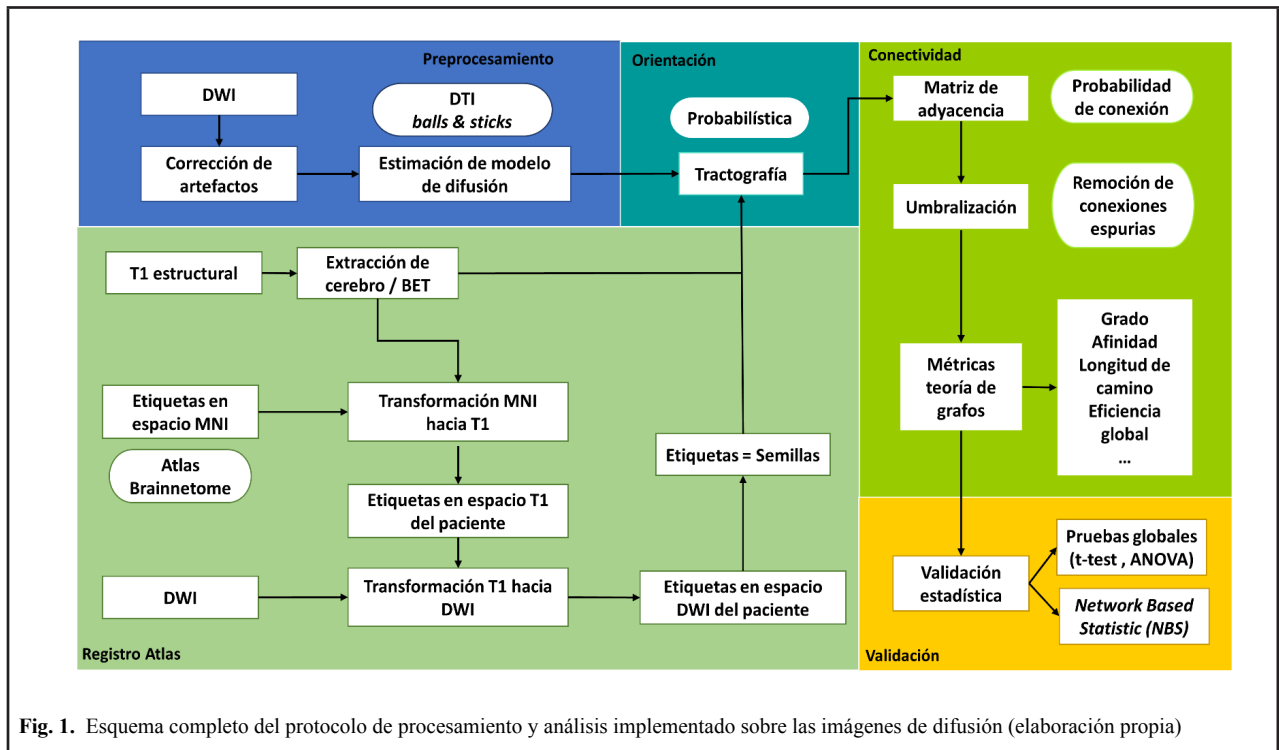 Preprocesamiento
DWI
DTI
balls & sticks
Corrección de
artefactos
Estimación de modelo
de difusión
Orientación
Probabilística
Tractografía
Conectividad
Matriz de
adyacencia
Probabilidad
de conexión
Umbralización
Remoción de
conexiones
espurias
Métricas
teoría de
grafos
Grado
Afinidad
Longitud de
camino
Eficiencia
global
...
T1 estructural
Extracción de
cerebro / BET
Etiquetas en
espacio MNI
Transformación MNI
hacia T1
Atlas
Brainnetome
Etiquetas en espacio T1
del paciente
DWI
Transformación T1 hacia
DWI
Etiquetas en espacio
DWI del paciente
Etiquetas = Semillas
Registro Atlas
Validación
estadística
Pruebas globales
(t-test , ANOVA)
Network Based
Statistic (NBS)
Validación
Fig. 1. Esquema completo del protocolo de procesamiento y análisis implementado sobre las imágenes de difusión (elaboración propia)